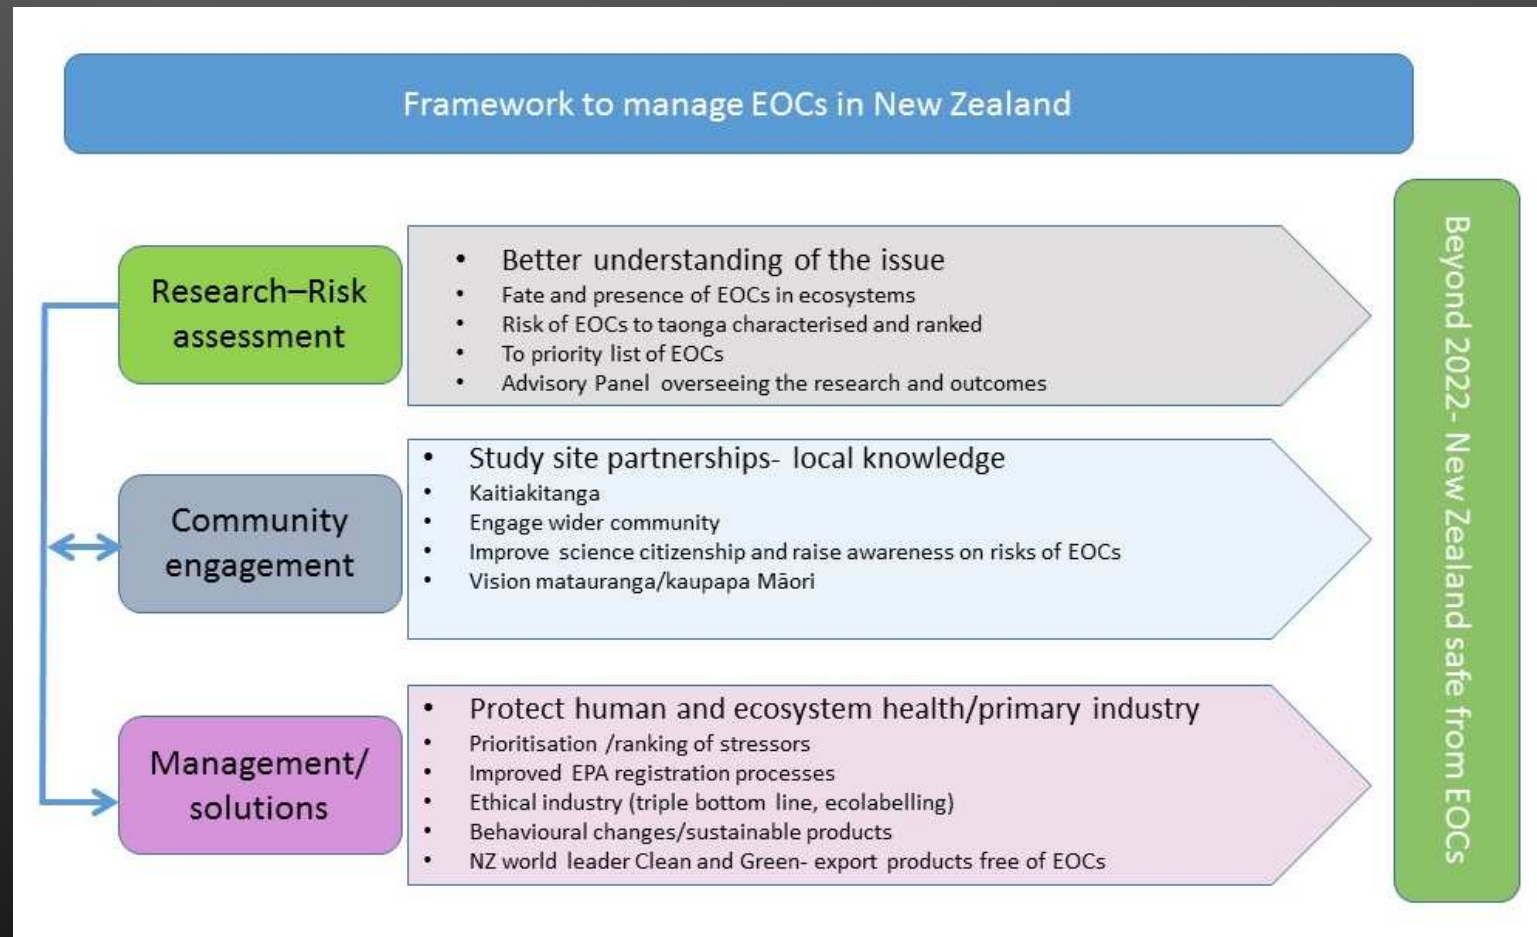 Framework to manage EOCs in New Zealand
Research–Risk
assessment
• Better understanding of the issue
• Fate and presence of EOCs in ecosystems
• Risk of EOCs to taonga characterised and ranked
• To priority list of EOCs
• Advisory Panel overseeing the research and outcomes
Community
engagement
• Study site partnerships- local knowledge
• Kaitiakitanga
• Engage wider community
• Improve science citizenship and raise awareness on risks of EOCs
• Vision matauranga/kaupapa Māori
Management/
solutions
• Protect human and ecosystem health/primary industry
• Prioritisation /ranking of stressors
• Improved EPA registration processes
• Ethical industry (triple bottom line, ecolabelling)
• Behavioural changes/sustainable products
• NZ world leader Clean and Green- export products free of EOCs
Beyond 2022- New Zealand safe from EOCs